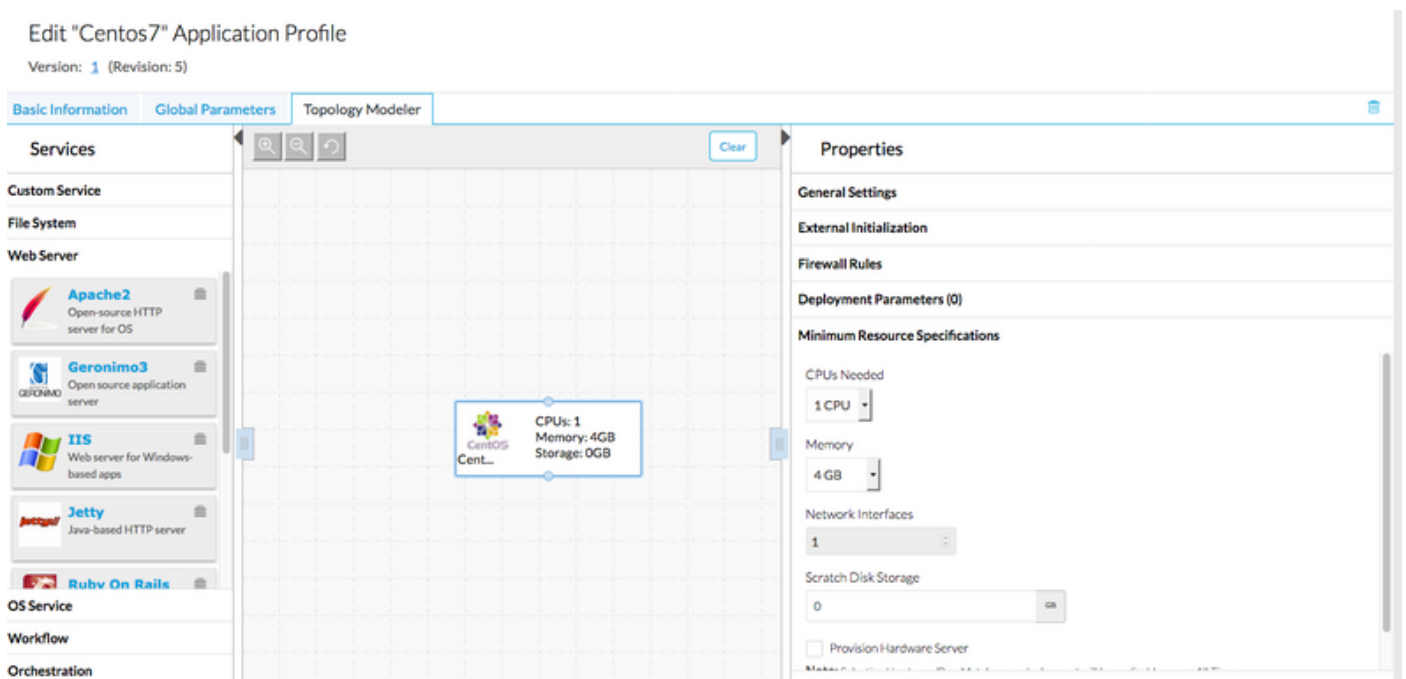 Edit "Centos7" Application Profile
Version: 1 (Revision: 5)
Basic Information Global Parameters Topology Modeler
Services
Custom Service
File System
Web Server
Apache2
Open-source HTTP
server for OS
Geronimo3
Open source application
server
GERONIMO
IIS
Web server for Windows-
based apps
Jetty
Java-based HTTP server
Ruby On Rails
OS Service
Workflow
Orchestration
Clear
CentOS
Cent...
CPUs: 1
Memory: 4GB
Storage: 0GB
Properties
General Settings
External Initialization
Firewall Rules
Deployment Parameters (0)
Minimum Resource Specifications
CPUs Needed
1 CPU
Memory
4 GB
Network Interfaces
1
Scratch Disk Storage
0 GB
Provision Hardware Server